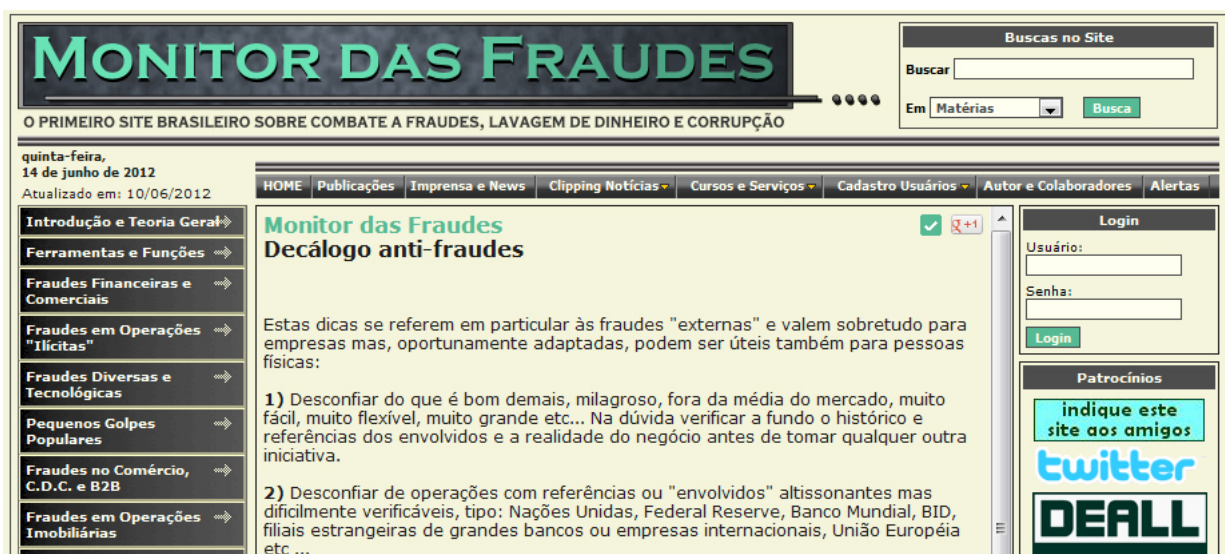 MONITOR DAS FRAUDES
O PRIMEIRO SITE BRASILEIRO SOBRE COMBATE A FRAUDES, LAVAGEM DE DINHEIRO E CORRUPÇÃO
Buscas no Site
Buscar
Em Matérias Busca
quinta-feira,
14 de junho de 2012
Atualizado em: 10/06/2012
HOME Publicações Imprensa e News Clipping Notícias Cursos e Serviços Cadastro Usuários Autor e Colaboradores Alertas
Introdução e Teoria Geral
Ferramentas e Funções
Fraudes Financeiras e
Comerciais
Fraudes em Operações
"Ilícitas"
Fraudes Diversas e
Tecnológicas
Pequenos Golpes
Populares
Fraudes no Comércio,
C.D.C. e B2B
Fraudes em Operações
Imobiliárias
Monitor das Fraudes
g+1
Decálogo anti-fraudes
Estas dicas se referem em particular às fraudes "externas" e valem sobretudo para
empresas mas, oportunamente adaptadas, podem ser úteis também para pessoas
físicas:
1) Desconfiar do que é bom demais, milagroso, fora da média do mercado, muito
fácil, muito flexível, muito grande etc... Na dúvida verificar a fundo o histórico e
referências dos envolvidos e a realidade do negócio antes de tomar qualquer outra
iniciativa.
2) Desconfiar de operações com referências ou "envolvidos" altissonantes mas
dificilmente verificáveis, tipo: Nações Unidas, Federal Reserve, Banco Mundial, BID,
filiais estrangeiras de grandes bancos ou empresas internacionais, União Européia
etc ...
Login
Usuário:
Senha:
Login
Patrocínios
indique este
site aos amigos
twitter
DEALL